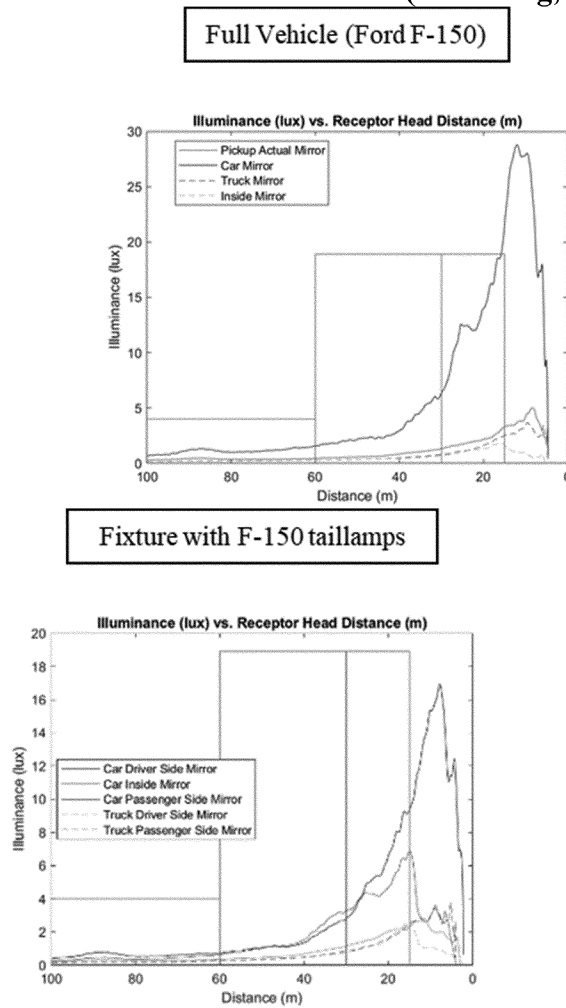 Full Vehicle (Ford F-150)
Illuminance (lux) vs. Receptor Head Distance (m)
Illuminance (lux)
30
25
20
15
10
5
0
Pickup Actual Mirror
Car Mirror
Truck Mirror
Inside Mirror
100 80 60 40 20 0
Distance (m)
Fixture with F-150 taillamps
Illuminance (lux) vs. Receptor Head Distance (m)
Illuminance (lux)
20
18
16
14
12
10
8
6
4
2
0
Car Driver Side Mirror
Car Inside Mirror
Car Passenger Side Mirror
Truck Driver Side Mirror
Truck Passenger Side Mirror
100 80 60 40 20 0
Distance (m)